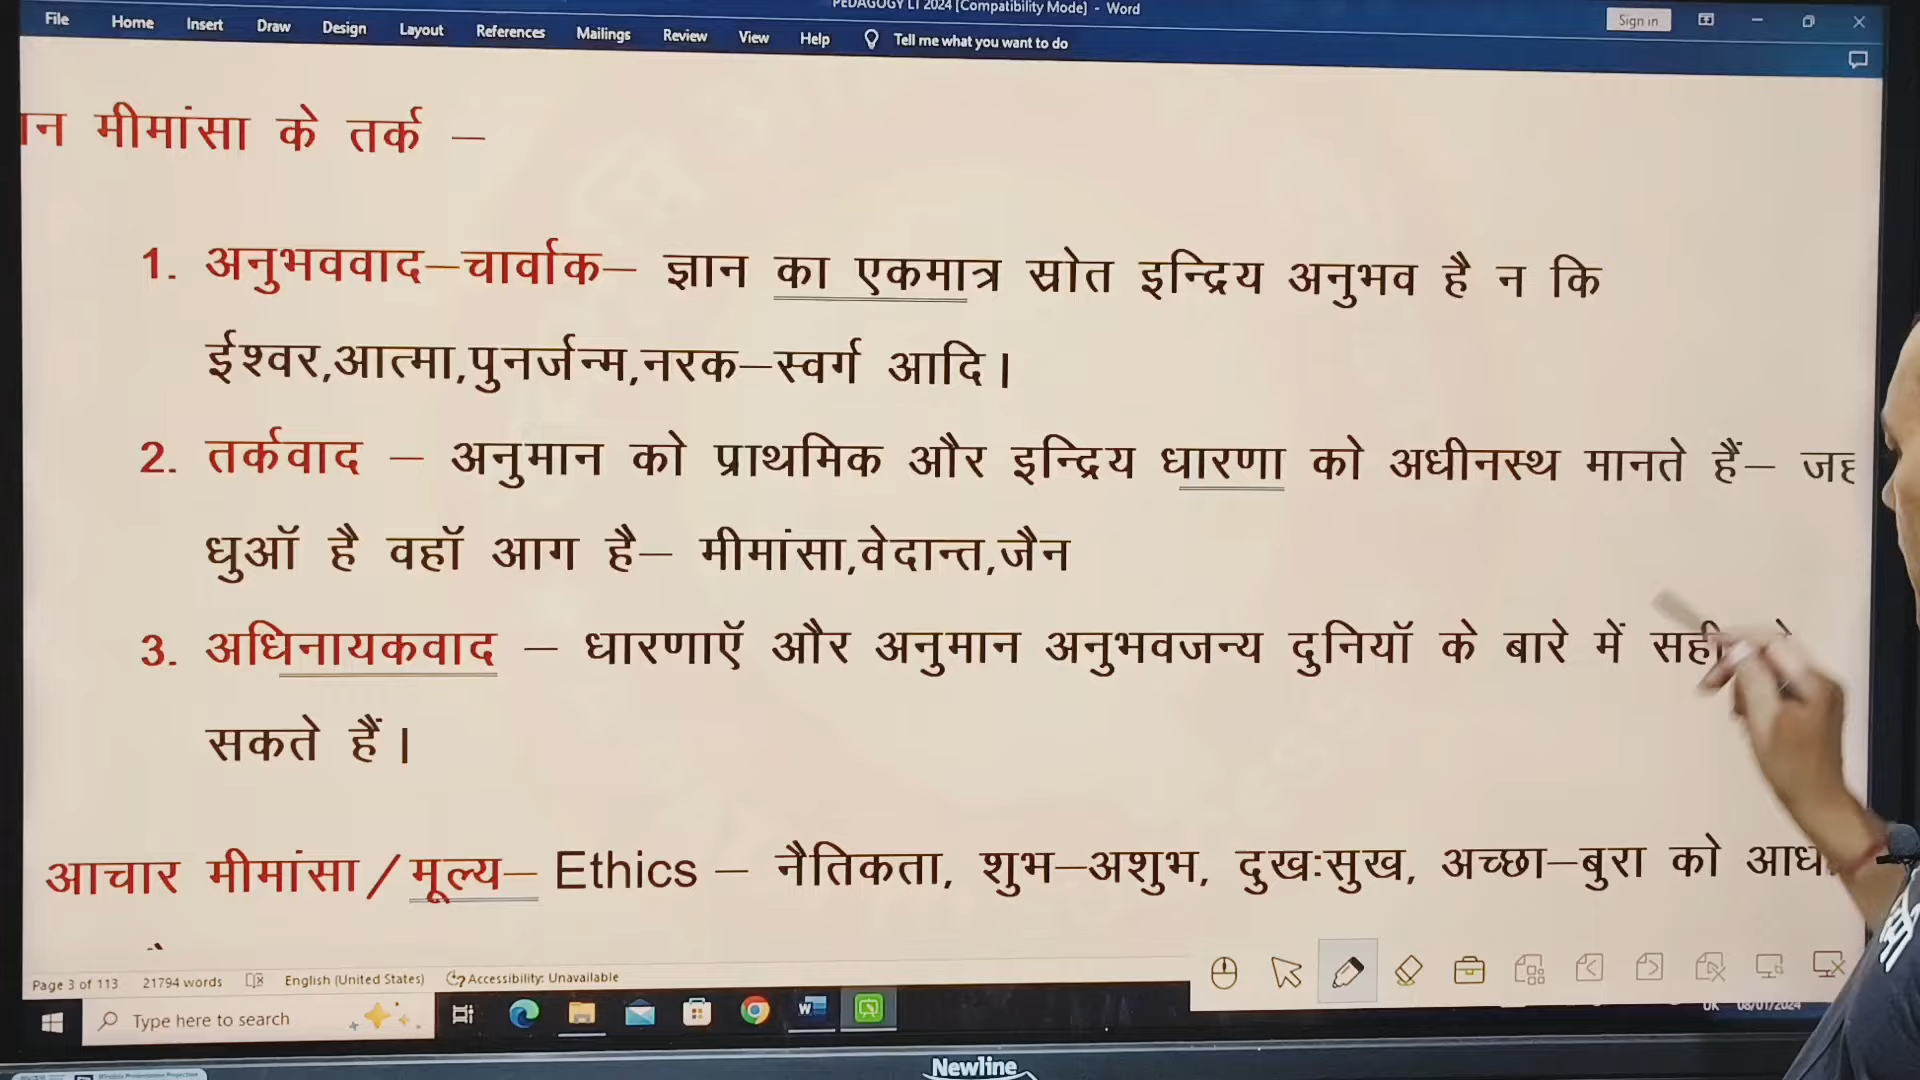 PEDAGOGY LT 2024 [Compatibility Mode] - Word
Sign in
File Home Insert Draw Design Layout References Mailings Review View Help Tell me what you want to do
मीमांसा के तर्क –
1. अनुभववाद–चार्वाक– ज्ञान का एकमात्र स्रोत इन्द्रिय अनुभव है न कि
ईश्वर,आत्मा,पुनर्जन्म,नरक–स्वर्ग आदि।
2. तर्कवाद – अनुमान को प्राथमिक और इन्द्रिय धारणा को अधीनस्थ मानते हैं–
धुऑ है वहॉ आग है– मीमांसा,वेदान्त,जैन
3. अधिनायकवाद – धारणाऍ और अनुमान अनुभवजन्य दुनियॉ के बारे में सही
सकते हैं।
आचार मीमांसा/मूल्य– Ethics – नैतिकता, शुभ–अशुभ, दुखःसुख, अच्छा–बुरा को
Page 3 of 113 21794 words English (United States) Accessibility: Unavailable
Type here to search
08/01/2024
Newline